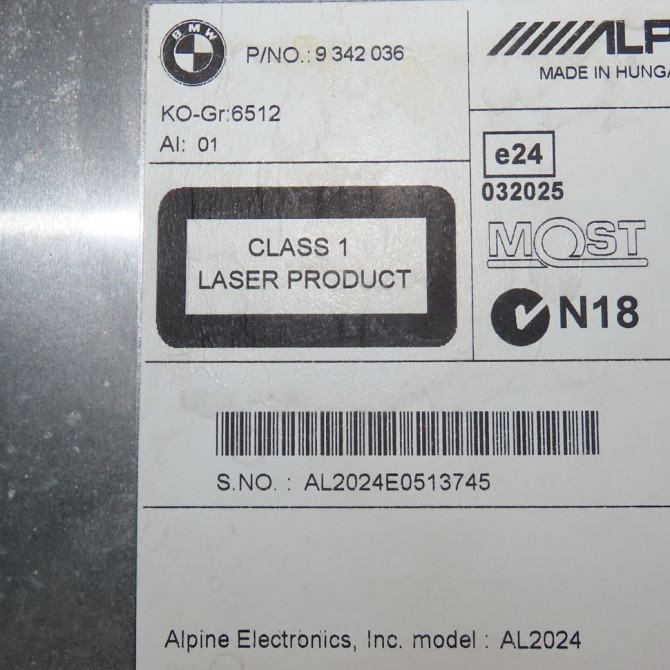 BMW
P/NO.: 9 342 036
KO-Gr:6512
AI: 01
CLASS 1
LASER PRODUCT
ALP
MADE IN HUNGA
e24
032025
MOST
N18
S.NO. : AL2024E0513745
Alpine Electronics, Inc. model : AL2024